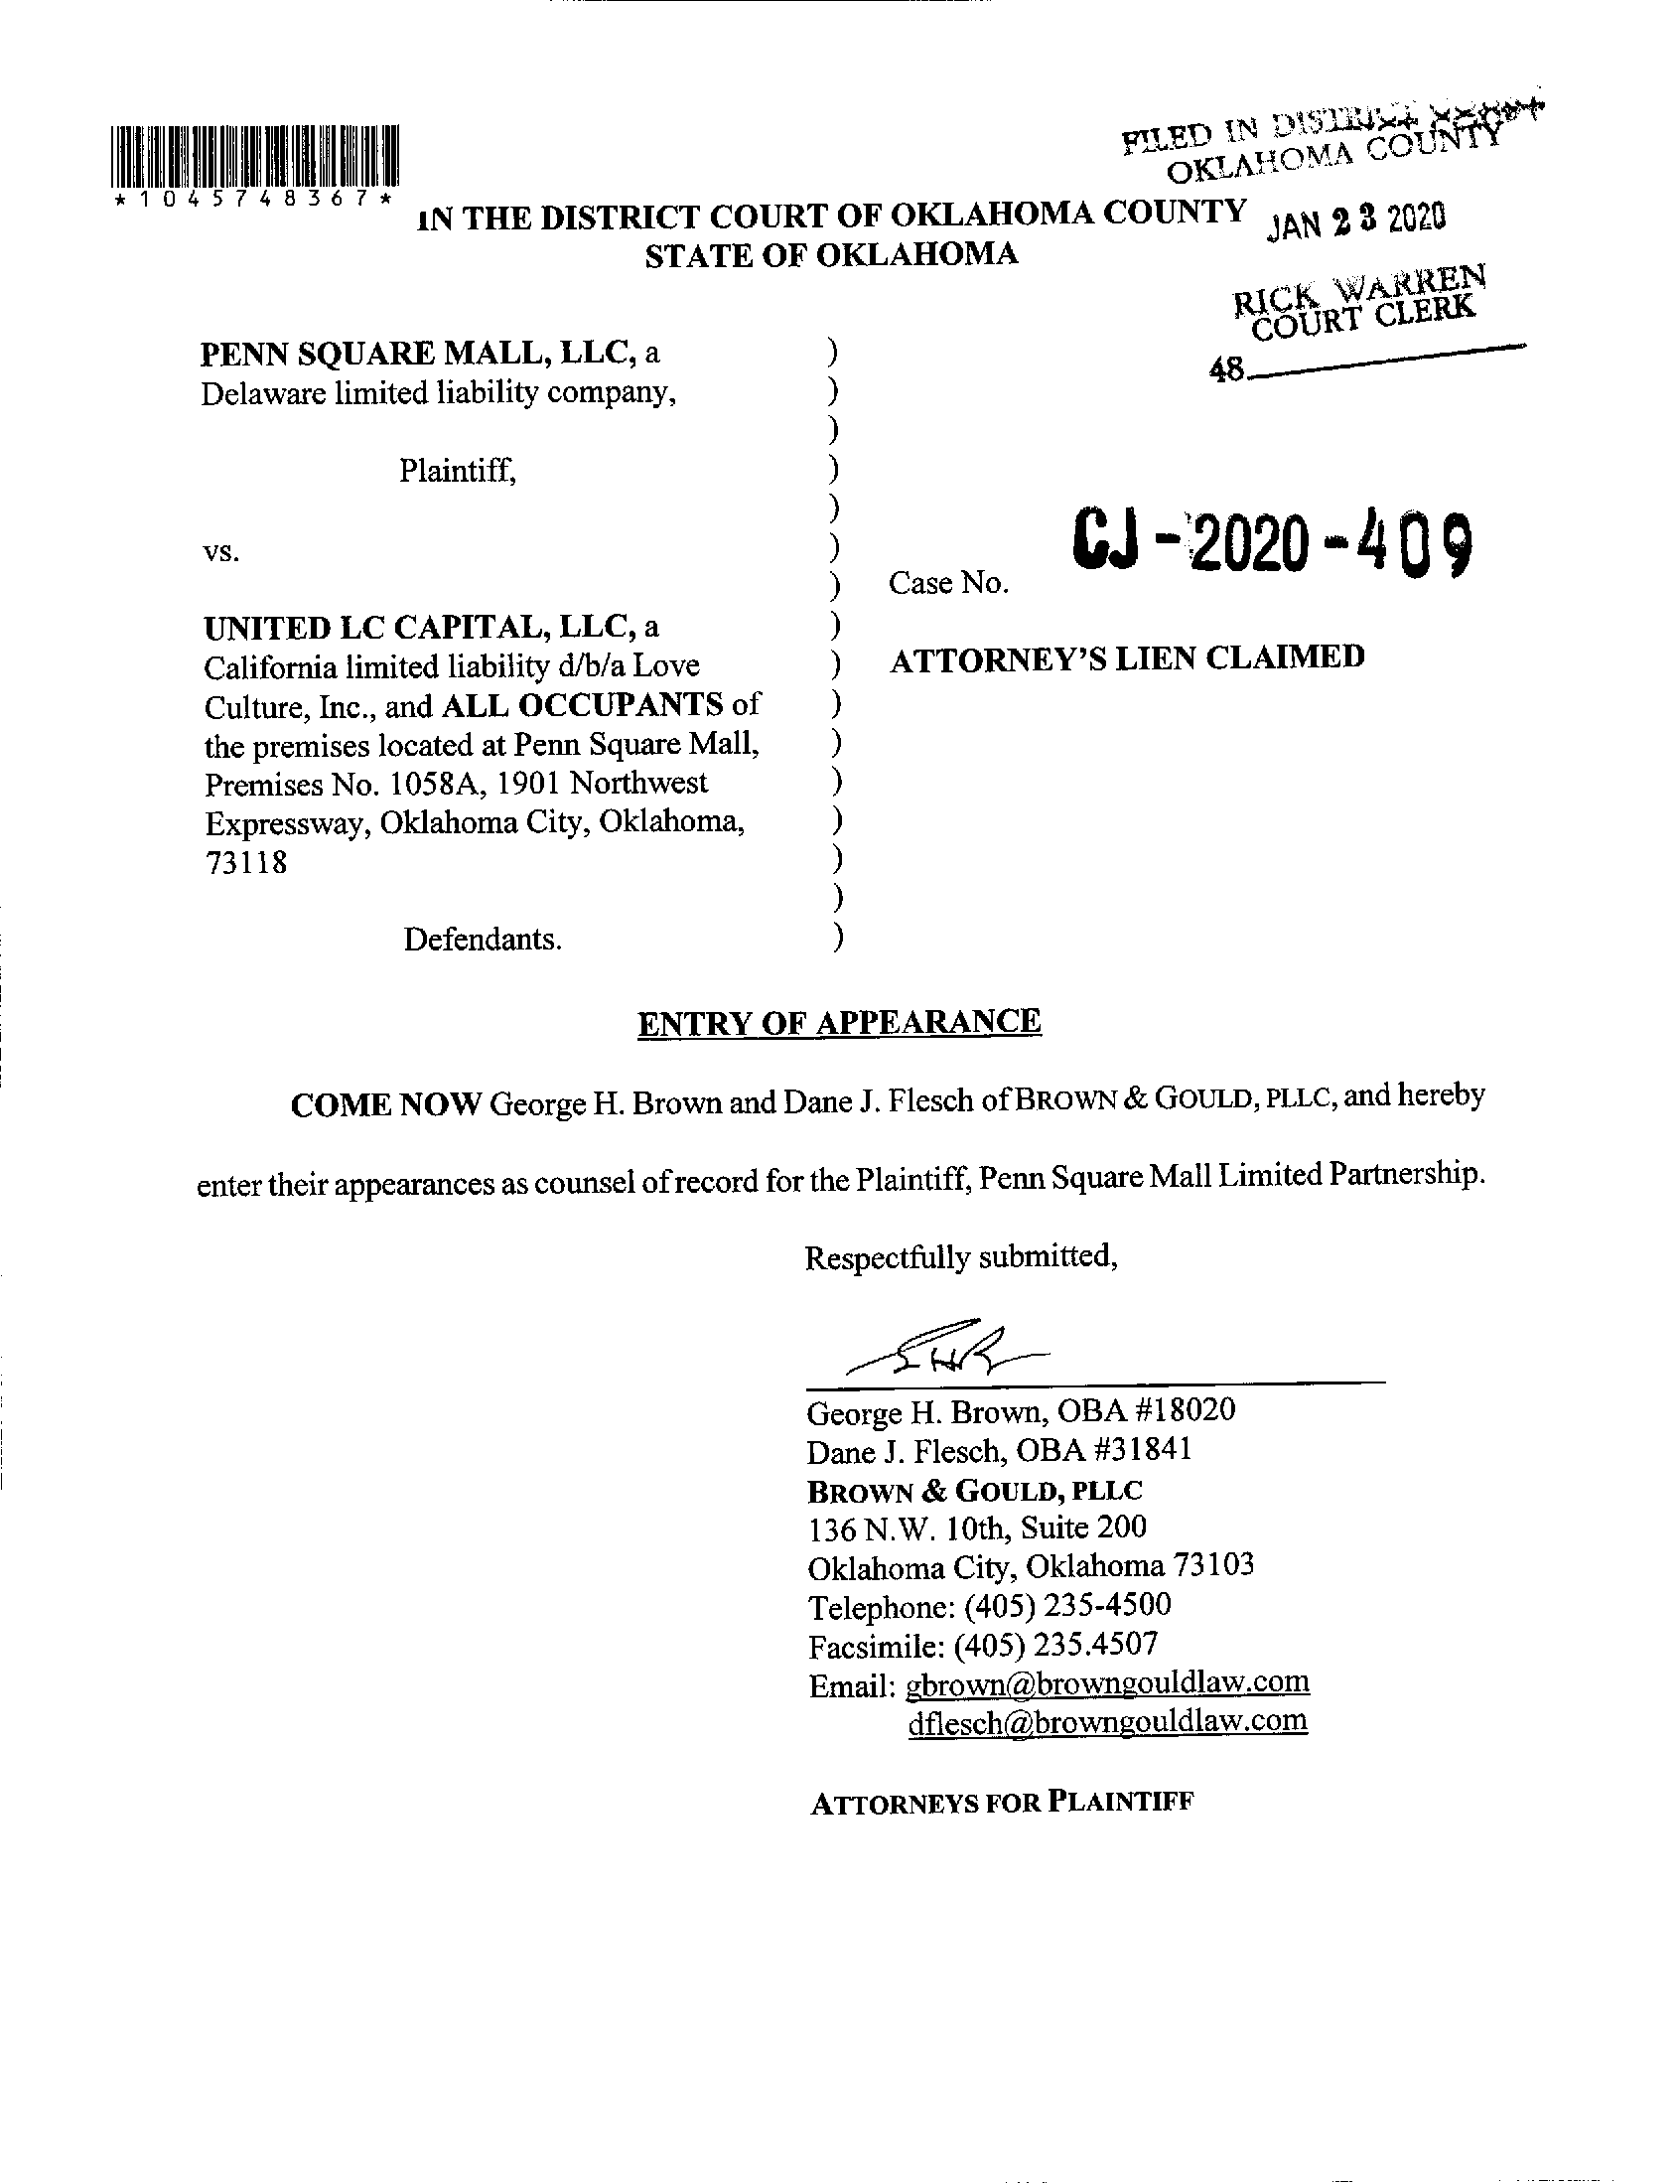 FILED IN DISTRICT COURT
OKLAHOMA COUNTY
*1045748367*
IN THE DISTRICT COURT OF OKLAHOMA COUNTY
STATE OF OKLAHOMA
JAN 23 2020
RICK WARREN
COURT CLERK
48
PENN SQUARE MALL, LLC, a )
Delaware limited liability company, )
)
Plaintiff, )
)
vs. )
) Case No. CJ-2020-409
UNITED LC CAPITAL, LLC, a )
California limited liability d/b/a Love ) ATTORNEY'S LIEN CLAIMED
Culture, Inc., and ALL OCCUPANTS of )
the premises located at Penn Square Mall, )
Premises No. 1058A, 1901 Northwest )
Expressway, Oklahoma City, Oklahoma, )
73118 )
)
Defendants. )
ENTRY OF APPEARANCE
COME NOW George H. Brown and Dane J. Flesch of BROWN & GOULD, PLLC, and hereby
enter their appearances as counsel of record for the Plaintiff, Penn Square Mall Limited Partnership.
Respectfully submitted,
George H. Brown, OBA #18020
Dane J. Flesch, OBA #31841
BROWN & GOULD, PLLC
136 N.W. 10th, Suite 200
Oklahoma City, Oklahoma 73103
Telephone: (405) 235-4500
Facsimile: (405) 235.4507
Email: gbrown@browngouldlaw.com
dflesch@browngouldlaw.com
ATTORNEYS FOR PLAINTIFF